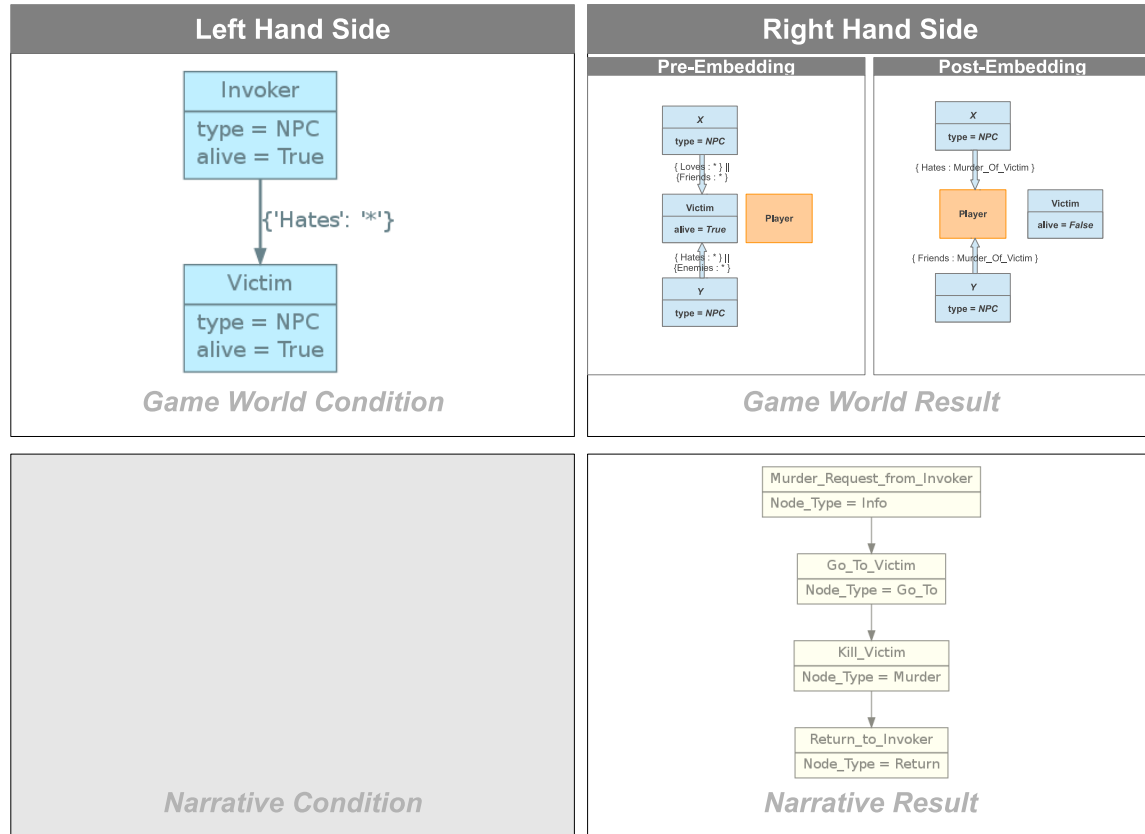 Left Hand Side
Invoker
type = NPC
alive = True
{'Hates': '*'}
Victim
type = NPC
alive = True
Game World Condition
Right Hand Side
Pre-Embedding
X
type = NPC
{ Loves : * } ||
{Friends : * }
Victim
alive = True
Player
{ Hates : * } ||
{Enemies : * }
Y
type = NPC
Post-Embedding
X
type = NPC
{ Hates : Murder_Of_Victim }
Player
Victim
alive = False
{ Friends : Murder_Of_Victim }
Y
type = NPC
Game World Result
Narrative Condition
Murder_Request_from_Invoker
Node_Type = Info
Go_To_Victim
Node_Type = Go_To
Kill_Victim
Node_Type = Murder
Return_to_Invoker
Node_Type = Return
Narrative Result